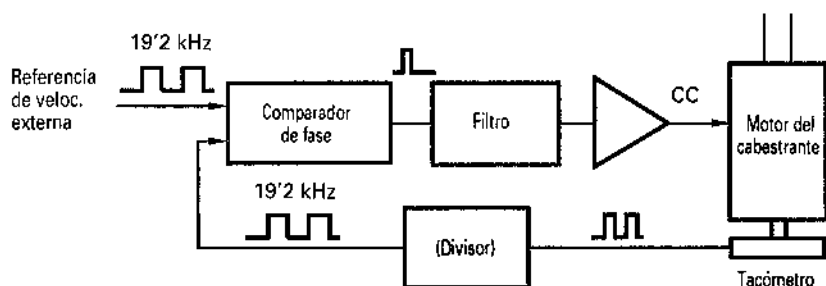 19'2 kHz
Referencia
de veloc.
externa
Comparador
de fase
Filtro
CC
Motor del
cabestrante
19'2 kHz
(Divisor)
Tacómetro